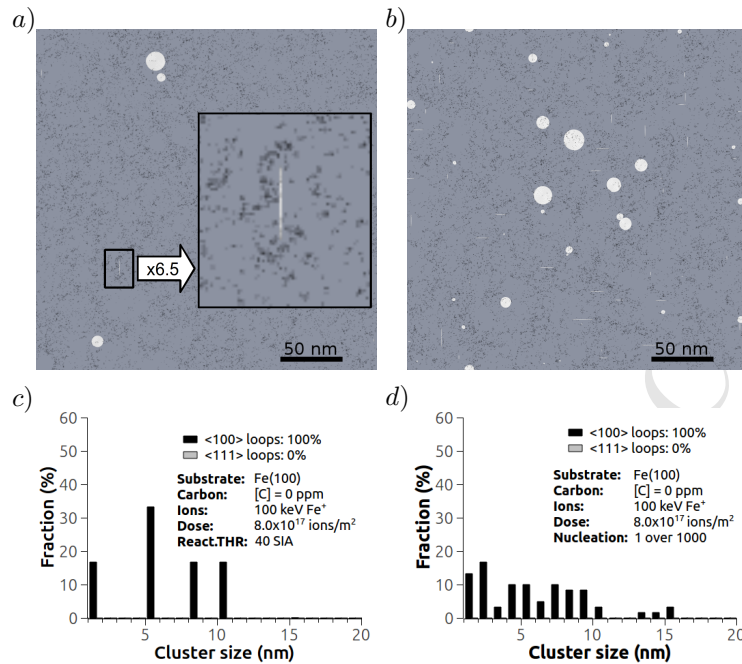 a)
b)
x6.5
50 nm
50 nm
c)
d)
60
50
40
30
20
10
0
Fraction (%)
<100> loops: 100%
<111> loops: 0%
Substrate: Fe(100)
Carbon: [C] = 0 ppm
Ions: 100 keV Fe⁺
Dose: 8.0x10¹⁷ ions/m²
React.THR: 40 SIA
5 10 15 20
Cluster size (nm)
60
50
40
30
20
10
0
Fraction (%)
<100> loops: 100%
<111> loops: 0%
Substrate: Fe(100)
Carbon: [C] = 0 ppm
Ions: 100 keV Fe⁺
Dose: 8.0x10¹⁷ ions/m²
Nucleation: 1 over 1000
5 10 15 20
Cluster size (nm)